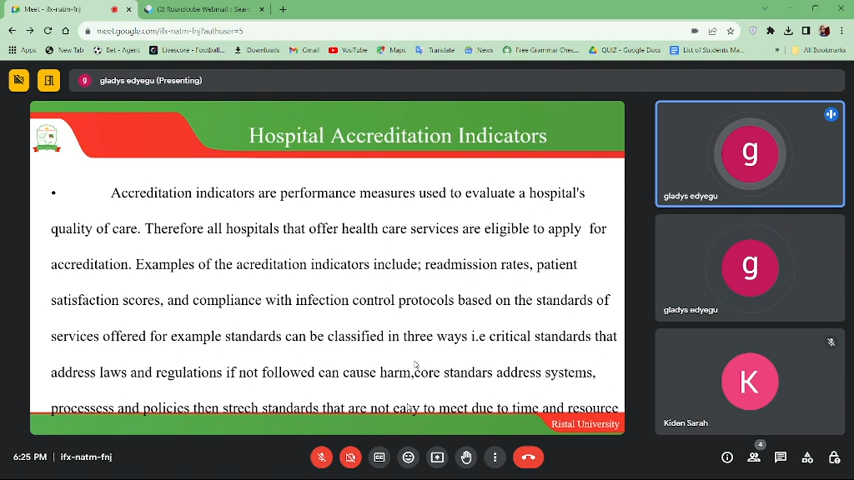 Meet - ifx-natm-fnj
GI Roundcube Webmail :: Sear
meet.google.com/ifx-natm-fnj?authuser=5
Apps
New Tab
Bet - Agent
Livescore - Football...
Downloads
Gmail
YouTube
Maps
Translate
News
Free Grammar Chec...
QUIZ - Google Docs
List of Students Ma...
»
All Bookmarks
g
gladys edyegu (Presenting)
Hospital Accreditation Indicators
• Accreditation indicators are performance measures used to evaluate a hospital's
quality of care. Therefore all hospitals that offer health care services are eligible to apply for
accreditation. Examples of the acreditation indicators include; readmission rates, patient
satisfaction scores, and compliance with infection control protocols based on the standards of
services offered for example standards can be classified in three ways i.e critical standards that
address laws and regulations if not followed can cause harm,core standars address systems,
processess and policies then strech standards that are not easy to meet due to time and resource
Ristal University
g
gladys edyegu
g
gladys edyegu
K
Kiden Sarah
6:25 PM | ifx-natm-fnj
4